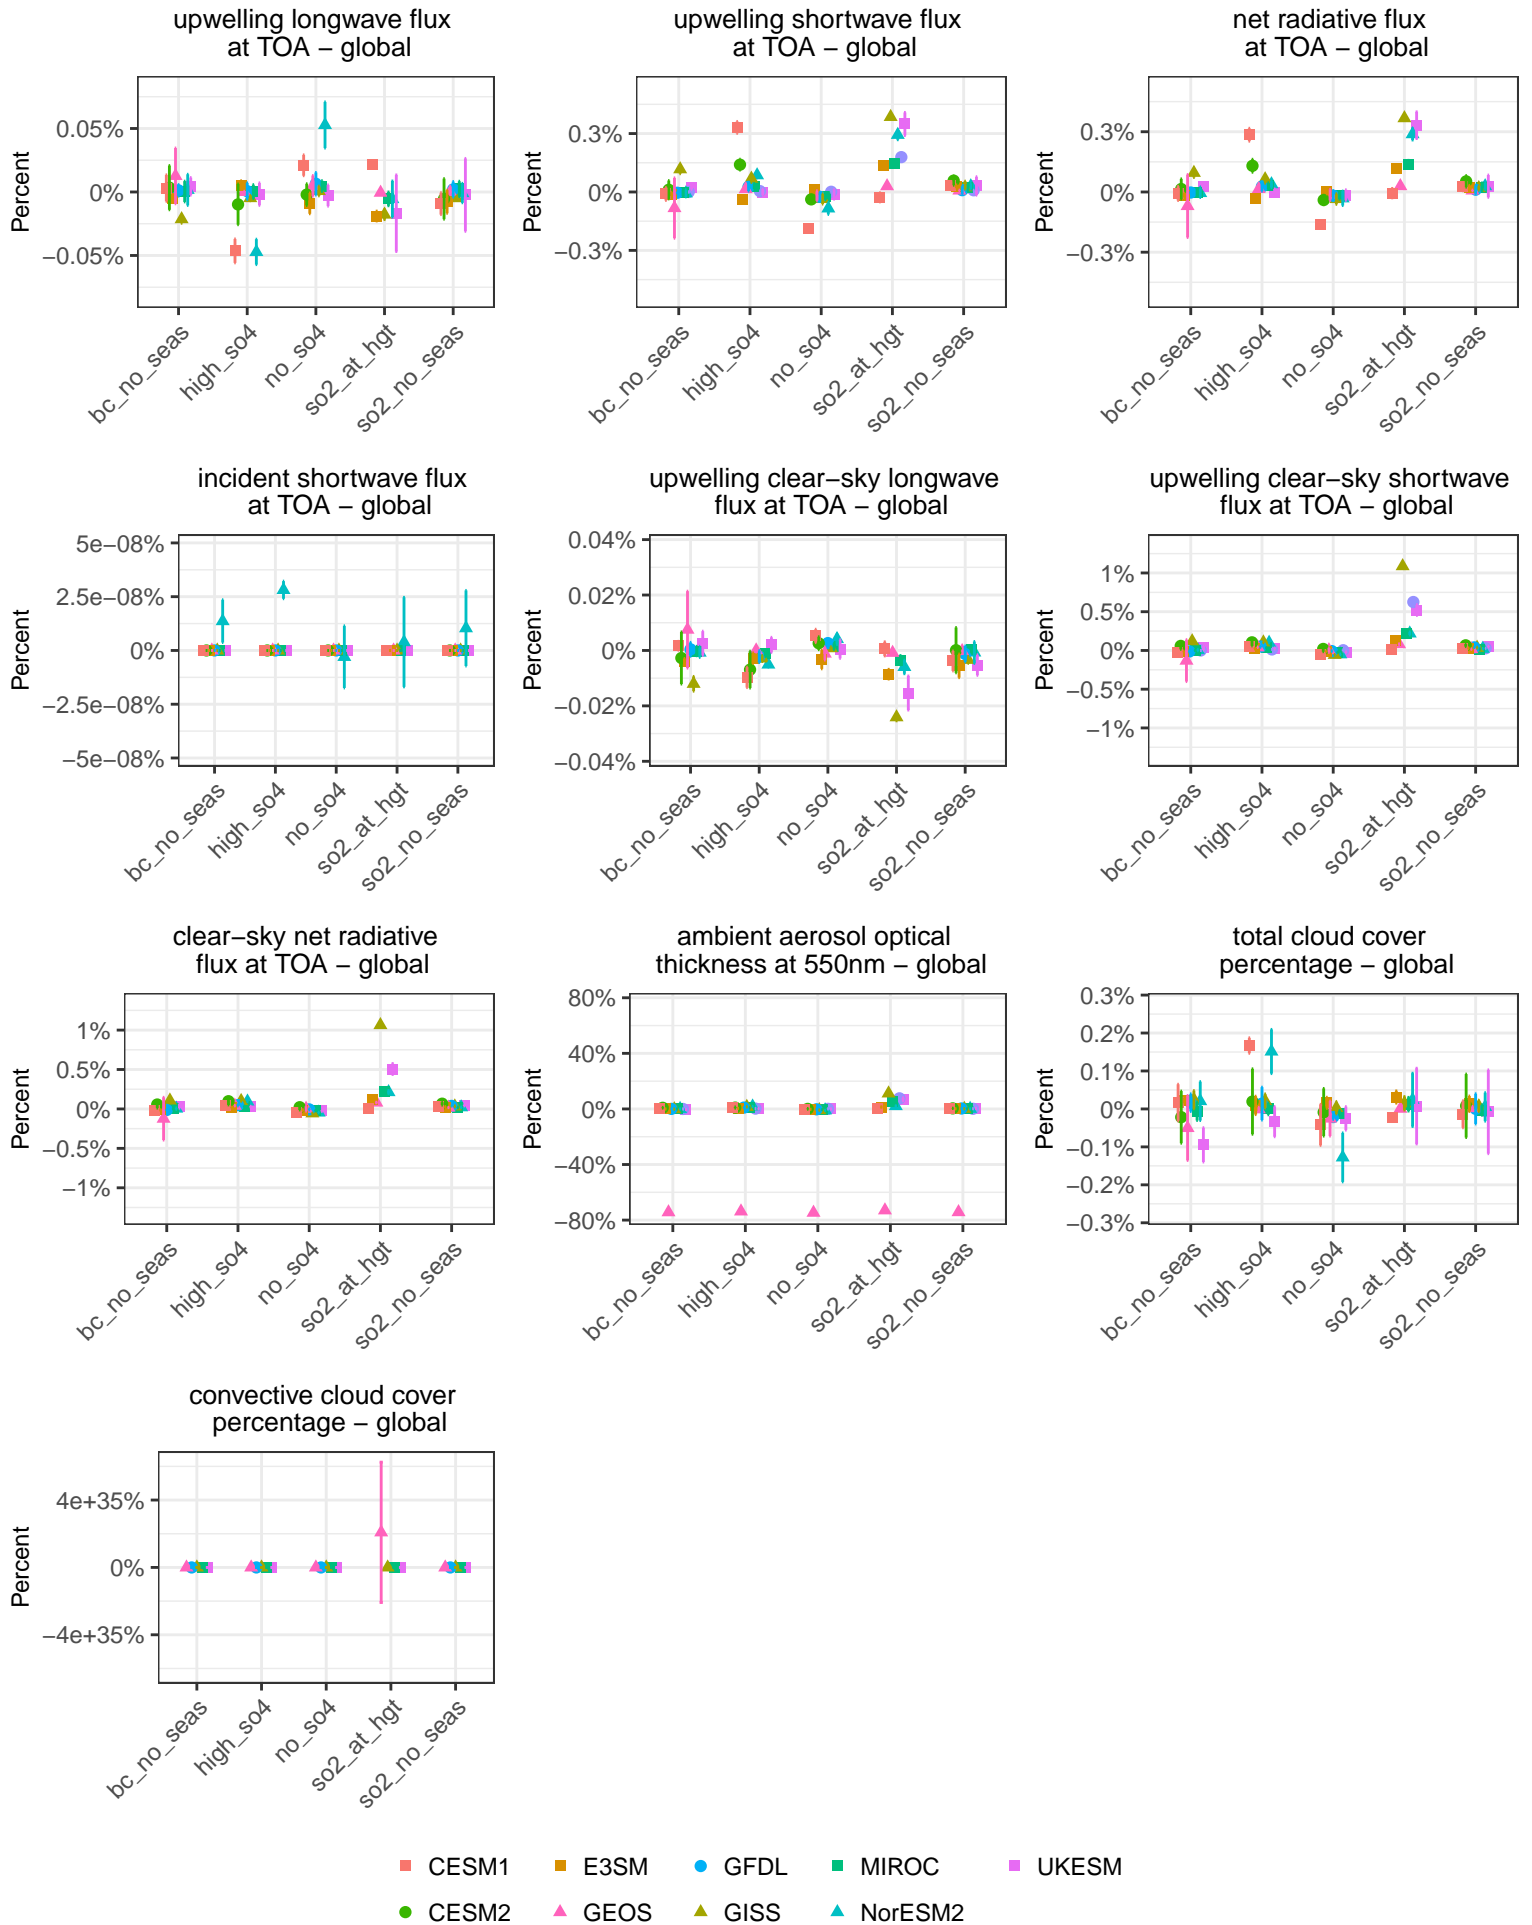 upwelling longwave flux
at TOA − global
Percent
0.05%
0%
−0.05%
bc_no_seas
high_so4
no_so4
so2_at_hgt
so2_no_seas
upwelling shortwave flux
at TOA − global
Percent
0.3%
0%
−0.3%
bc_no_seas
high_so4
no_so4
so2_at_hgt
so2_no_seas
net radiative flux
at TOA − global
Percent
0.3%
0%
−0.3%
bc_no_seas
high_so4
no_so4
so2_at_hgt
so2_no_seas
incident shortwave flux
at TOA − global
Percent
5e−08%
2.5e−08%
0%
−2.5e−08%
−5e−08%
bc_no_seas
high_so4
no_so4
so2_at_hgt
so2_no_seas
upwelling clear−sky longwave
flux at TOA − global
Percent
0.04%
0.02%
0%
−0.02%
−0.04%
bc_no_seas
high_so4
no_so4
so2_at_hgt
so2_no_seas
upwelling clear−sky shortwave
flux at TOA − global
Percent
1%
0.5%
0%
−0.5%
−1%
bc_no_seas
high_so4
no_so4
so2_at_hgt
so2_no_seas
clear−sky net radiative
flux at TOA − global
Percent
1%
0.5%
0%
−0.5%
−1%
bc_no_seas
high_so4
no_so4
so2_at_hgt
so2_no_seas
ambient aerosol optical
thickness at 550nm − global
Percent
80%
40%
0%
−40%
−80%
bc_no_seas
high_so4
no_so4
so2_at_hgt
so2_no_seas
total cloud cover
percentage − global
Percent
0.3%
0.2%
0.1%
0%
−0.1%
−0.2%
−0.3%
bc_no_seas
high_so4
no_so4
so2_at_hgt
so2_no_seas
convective cloud cover
percentage − global
Percent
4e+35%
0%
−4e+35%
bc_no_seas
high_so4
no_so4
so2_at_hgt
so2_no_seas
CESM1 E3SM GFDL MIROC UKESM
CESM2 GEOS GISS NorESM2